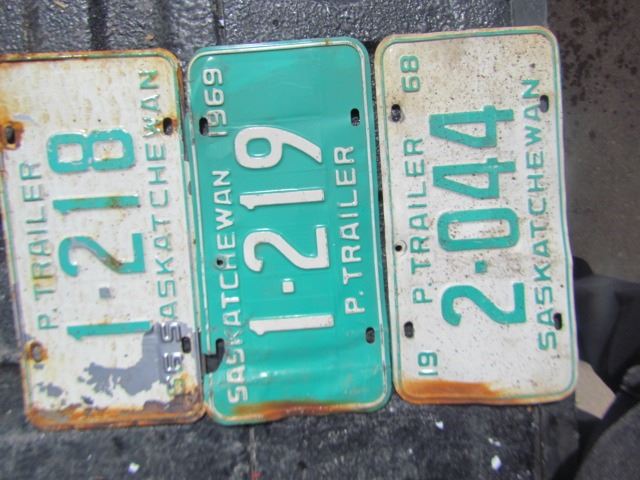 P. TRAILER
1-218
SASKATCHEWAN
SASKATCHEWAN 1969
1-219
P. TRAILER
19 P. TRAILER 68
2-044
SASKATCHEWAN